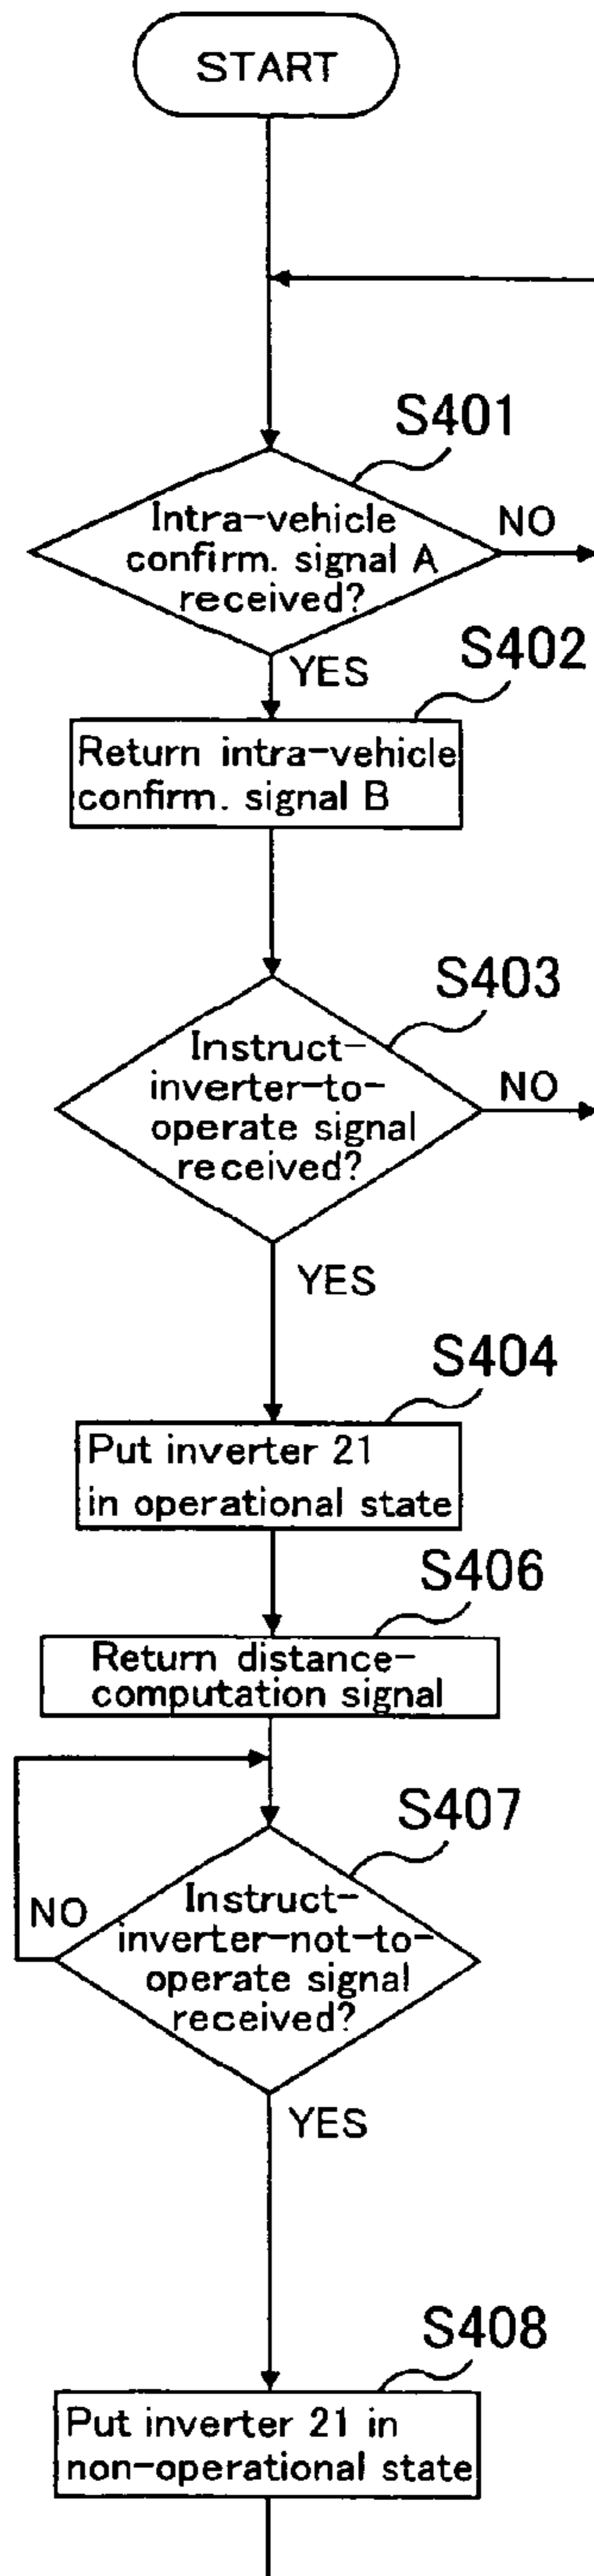 START
S401
Intra-vehicle
confirm. signal A
received?
NO
YES
S402
Return intra-vehicle
confirm. signal B
S403
Instruct-
inverter-to-
operate signal
received?
NO
YES
S404
Put inverter 21
in operational state
S406
Return distance-
computation signal
S407
Instruct-
inverter-not-to-
operate signal
received?
NO
YES
S408
Put inverter 21 in
non-operational state